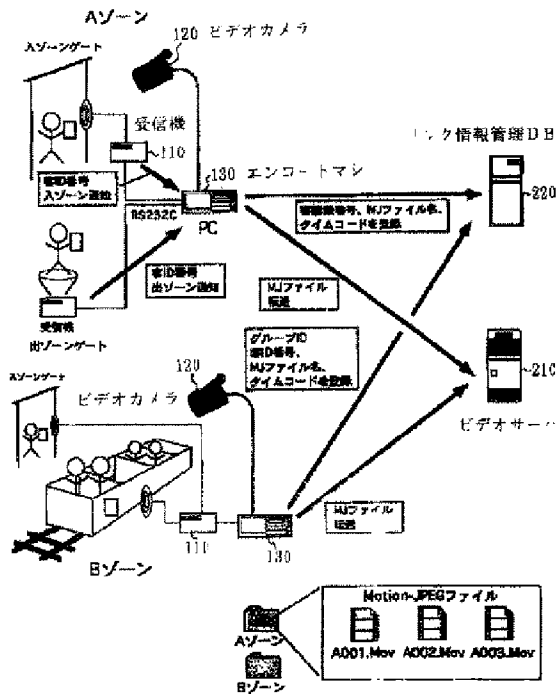 Aゾーン
120 ビデオカメラ
入ゾーンゲート
受信機
110
客ID番号
入ゾーン通知
RS232C
130 エンコートマシ
PC
ンク情報管理DB
220
MJファイル名、
タイムコードを登録
客ID番号
出ゾーン通知
受信機
出ゾーンゲート
MJファイル
転送
グループID
客ID番号、
MJファイル名、
タイムコードを登録
210
ビデオサーバ
入ゾーンゲート
ビデオカメラ
120
MJファイル
転送
110
130
Bゾーン
Motion-JPEGファイル
Aゾーン
A001.Mov A002.Mov A003.Mov
Bゾーン